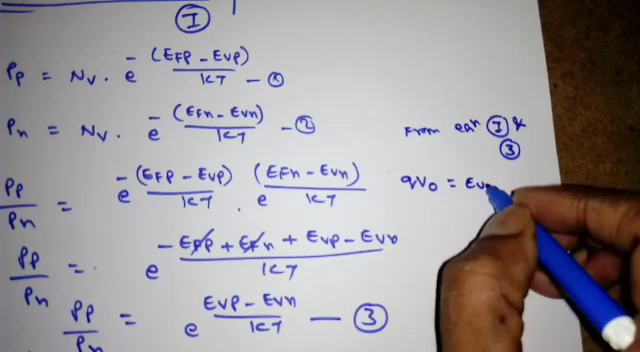 I
Pp = Nv. e -(EFp - Evp)/KT - ①
Pn = Nv. e -(EFn - Evn)/KT - ②
From eqn I &
③
Pp/Pn = e -(EFp - Evp)/KT . e (EFn - Evn)/KT
qV0 = Ev
Pp/Pn = e -EFp + EFn + Evp - Evn/KT
Pp/Pn = e Evp - Evn/KT — ③